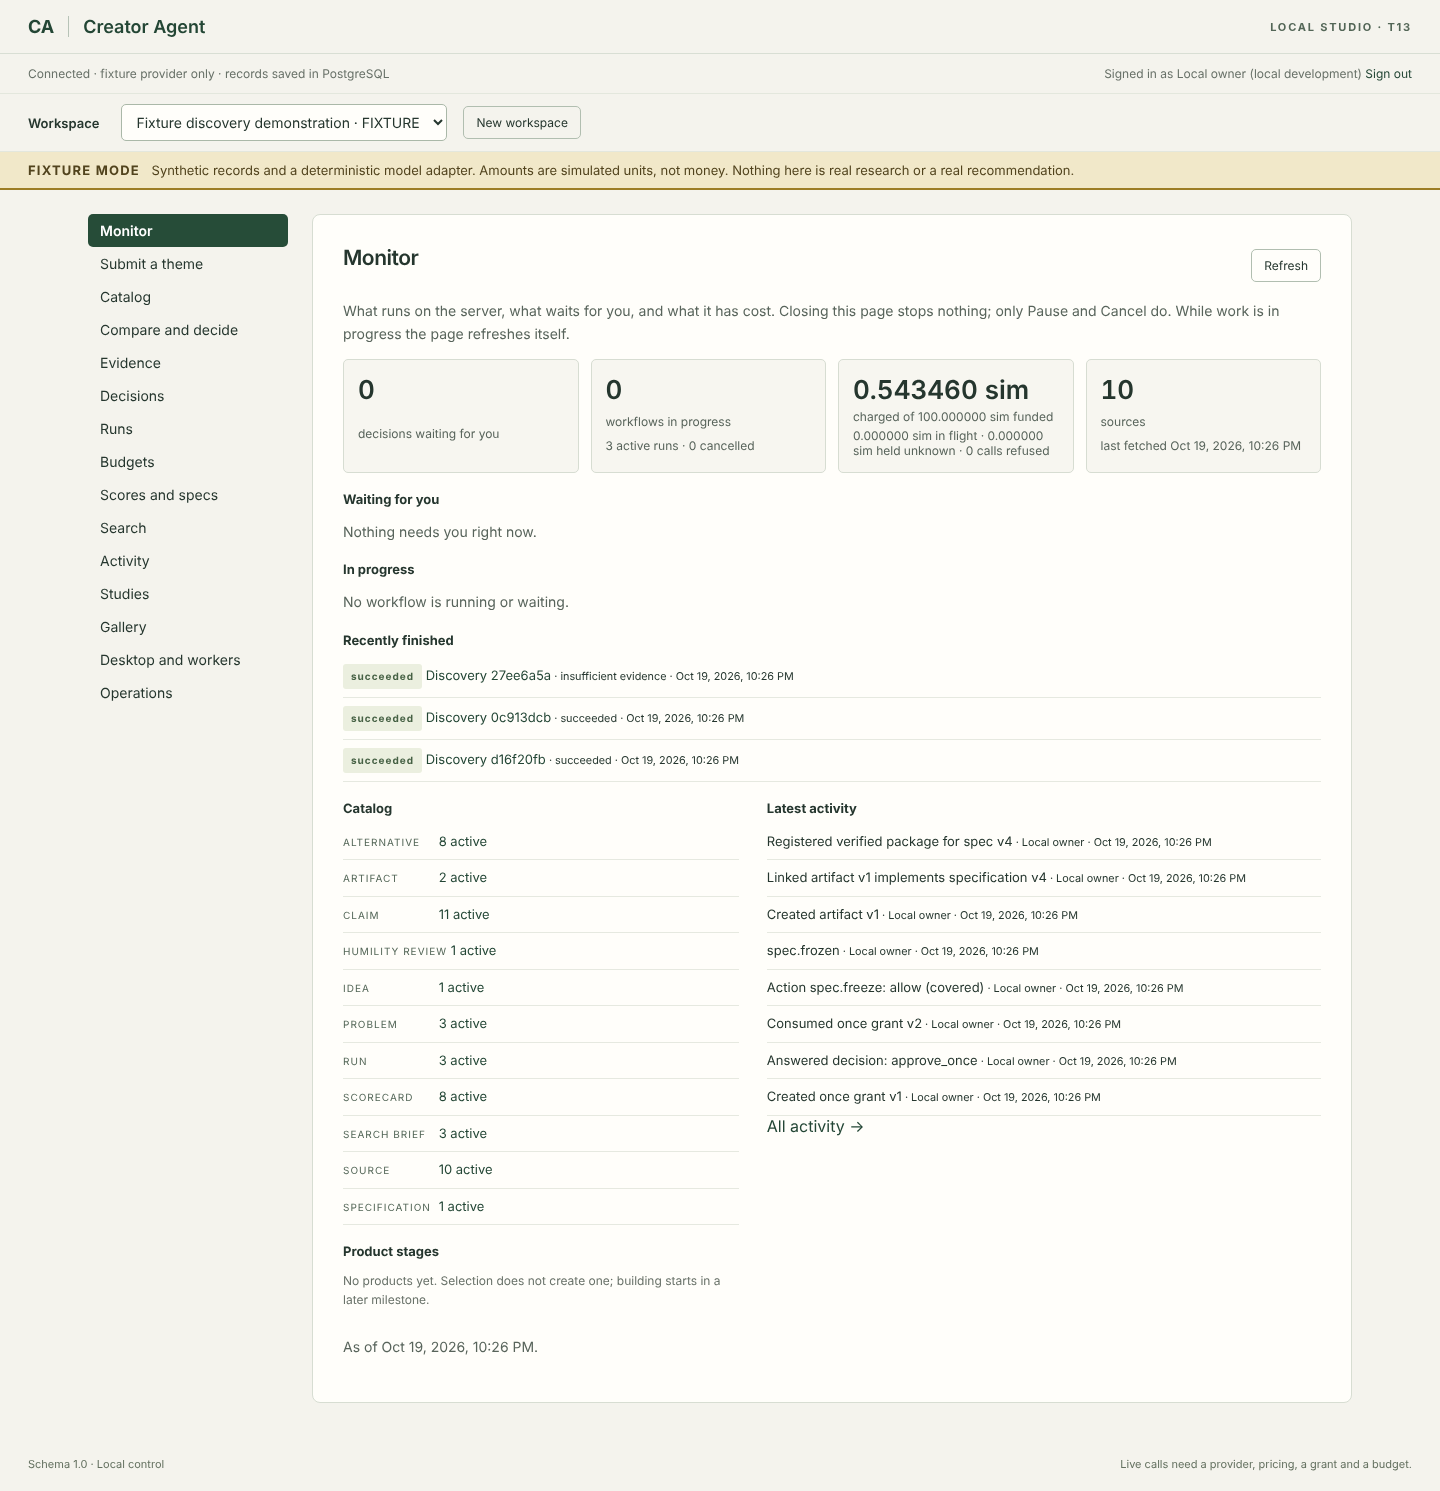 CA Creator Agent
LOCAL STUDIO · T13
Connected · fixture provider only · records saved in PostgreSQL
Signed in as Local owner (local development) Sign out
Workspace
Fixture discovery demonstration · FIXTURE
New workspace
FIXTURE MODE Synthetic records and a deterministic model adapter. Amounts are simulated units, not money. Nothing here is real research or a real recommendation.
Monitor
Submit a theme
Catalog
Compare and decide
Evidence
Decisions
Runs
Budgets
Scores and specs
Search
Activity
Studies
Gallery
Desktop and workers
Operations
Monitor
Refresh
What runs on the server, what waits for you, and what it has cost. Closing this page stops nothing; only Pause and Cancel do. While work is in
progress the page refreshes itself.
0
decisions waiting for you
0
workflows in progress
3 active runs · 0 cancelled
0.543460 sim
charged of 100.000000 sim funded
0.000000 sim in flight · 0.000000
sim held unknown · 0 calls refused
10
sources
last fetched Oct 19, 2026, 10:26 PM
Waiting for you
Nothing needs you right now.
In progress
No workflow is running or waiting.
Recently finished
succeeded Discovery 27ee6a5a · insufficient evidence · Oct 19, 2026, 10:26 PM
succeeded Discovery 0c913dcb · succeeded · Oct 19, 2026, 10:26 PM
succeeded Discovery d16f20fb · succeeded · Oct 19, 2026, 10:26 PM
Catalog
ALTERNATIVE 8 active
ARTIFACT 2 active
CLAIM 11 active
HUMILITY REVIEW 1 active
IDEA 1 active
PROBLEM 3 active
RUN 3 active
SCORECARD 8 active
SEARCH BRIEF 3 active
SOURCE 10 active
SPECIFICATION 1 active
Product stages
No products yet. Selection does not create one; building starts in a
later milestone.
Latest activity
Registered verified package for spec v4 · Local owner · Oct 19, 2026, 10:26 PM
Linked artifact v1 implements specification v4 · Local owner · Oct 19, 2026, 10:26 PM
Created artifact v1 · Local owner · Oct 19, 2026, 10:26 PM
spec.frozen · Local owner · Oct 19, 2026, 10:26 PM
Action spec.freeze: allow (covered) · Local owner · Oct 19, 2026, 10:26 PM
Consumed once grant v2 · Local owner · Oct 19, 2026, 10:26 PM
Answered decision: approve_once · Local owner · Oct 19, 2026, 10:26 PM
Created once grant v1 · Local owner · Oct 19, 2026, 10:26 PM
All activity →
As of Oct 19, 2026, 10:26 PM.
Schema 1.0 · Local control
Live calls need a provider, pricing, a grant and a budget.